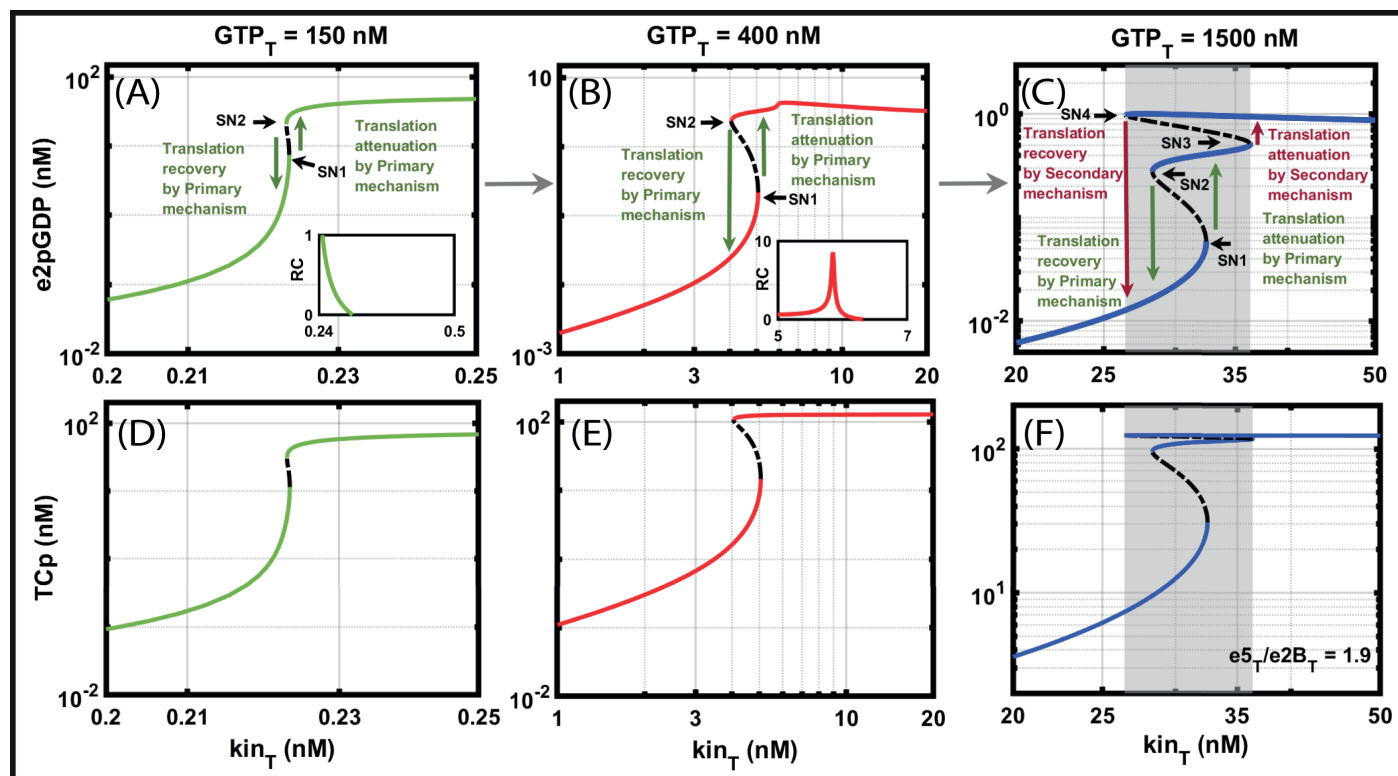 GTP_T = 150 nM
GTP_T = 400 nM
GTP_T = 1500 nM
(A)
10^2
10^-2
e2pGDP (nM)
SN2
SN1
Translation
recovery
by Primary
mechanism
Translation
attenuation
by Primary
mechanism
1
RC
0
0.24
0.5
0.2
0.21
0.23
0.25
(B)
10
10^-3
SN2
SN1
Translation
recovery
by Primary
mechanism
Translation
attenuation
by Primary
mechanism
10
RC
0
5
7
1
3
10
20
(C)
10^0
10^-2
SN4
SN3
SN2
SN1
Translation
recovery
by Secondary
mechanism
Translation
attenuation
by Secondary
mechanism
Translation
recovery
by Primary
mechanism
Translation
attenuation
by Primary
mechanism
20
25
35
50
(D)
10^2
10^-2
TCp (nM)
0.2
0.21
0.23
0.25
kin_T (nM)
(E)
10^2
10^-2
1
3
10
20
kin_T (nM)
(F)
10^2
10^1
e5_T/e2B_T = 1.9
20
25
35
50
kin_T (nM)